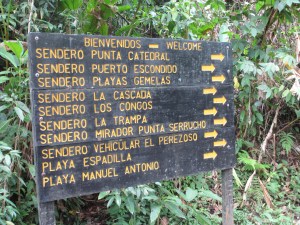 BIENVENIDOS - WELCOME
SENDERO PUNTA CATEDRAL
SENDERO PUERTO ESCONDIDO
SENDERO PLAYAS GEMELAS
SENDERO LA CASCADA
SENDERO LOS CONGOS
SENDERO LA TRAMPA
SENDERO MIRADOR PUNTA SERRUCHO
SENDERO VEHICULAR EL PEREZOSO
PLAYA ESPADILLA
PLAYA MANUEL ANTONIO